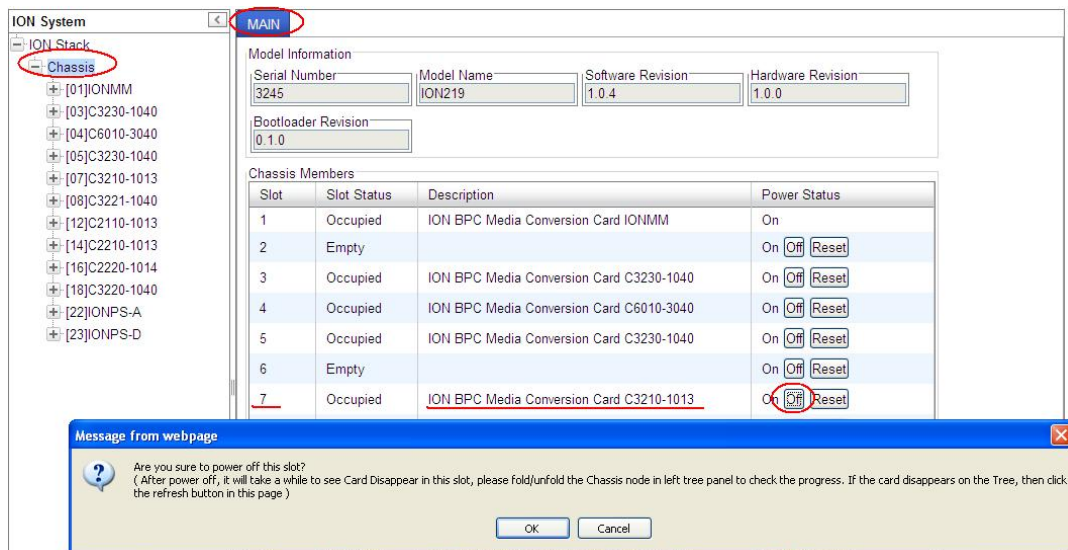 ION System
ION Stack
Chassis
[01]IONMM
[03]C3230-1040
[04]C6010-3040
[05]C3230-1040
[07]C3210-1013
[08]C3221-1040
[12]C2110-1013
[14]C2210-1013
[16]C2220-1014
[18]C3220-1040
[22]IONPS-A
[23]IONPS-D
MAIN
Model Information
Serial Number Model Name Software Revision Hardware Revision
3245 ION219 1.0.4 1.0.0
Bootloader Revision
0.1.0
Chassis Members
Slot Slot Status Description Power Status
1 Occupied ION BPC Media Conversion Card IONMM On
2 Empty On Off Reset
3 Occupied ION BPC Media Conversion Card C3230-1040 On Off Reset
4 Occupied ION BPC Media Conversion Card C6010-3040 On Off Reset
5 Occupied ION BPC Media Conversion Card C3230-1040 On Off Reset
6 Empty On Off Reset
7 Occupied ION BPC Media Conversion Card C3210-1013 On Off Reset
Message from webpage
Are you sure to power off this slot?
( After power off, it will take a while to see Card Disappear in this slot, please fold/unfold the Chassis node in left tree panel to check the progress. If the card disappears on the Tree, then click
the refresh button in this page )
OK Cancel